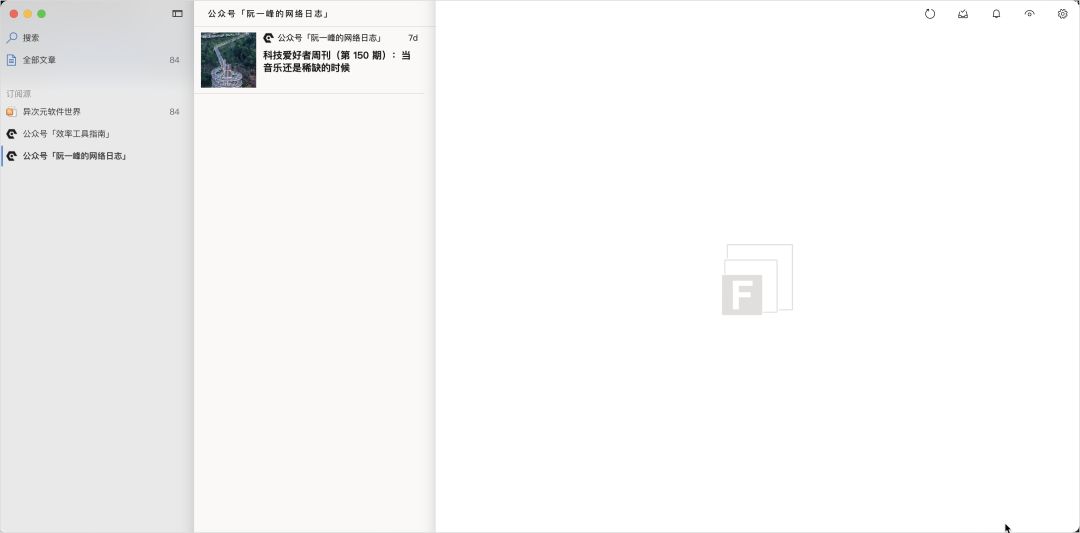 搜索
全部文章 84
订阅源
异次元软件世界 84
公众号「效率工具指南」
公众号「阮一峰的网络日志」
公众号「阮一峰的网络日志」
公众号「阮一峰的网络日志」 7d
科技爱好者周刊（第 150 期）：当
音乐还是稀缺的时候
F